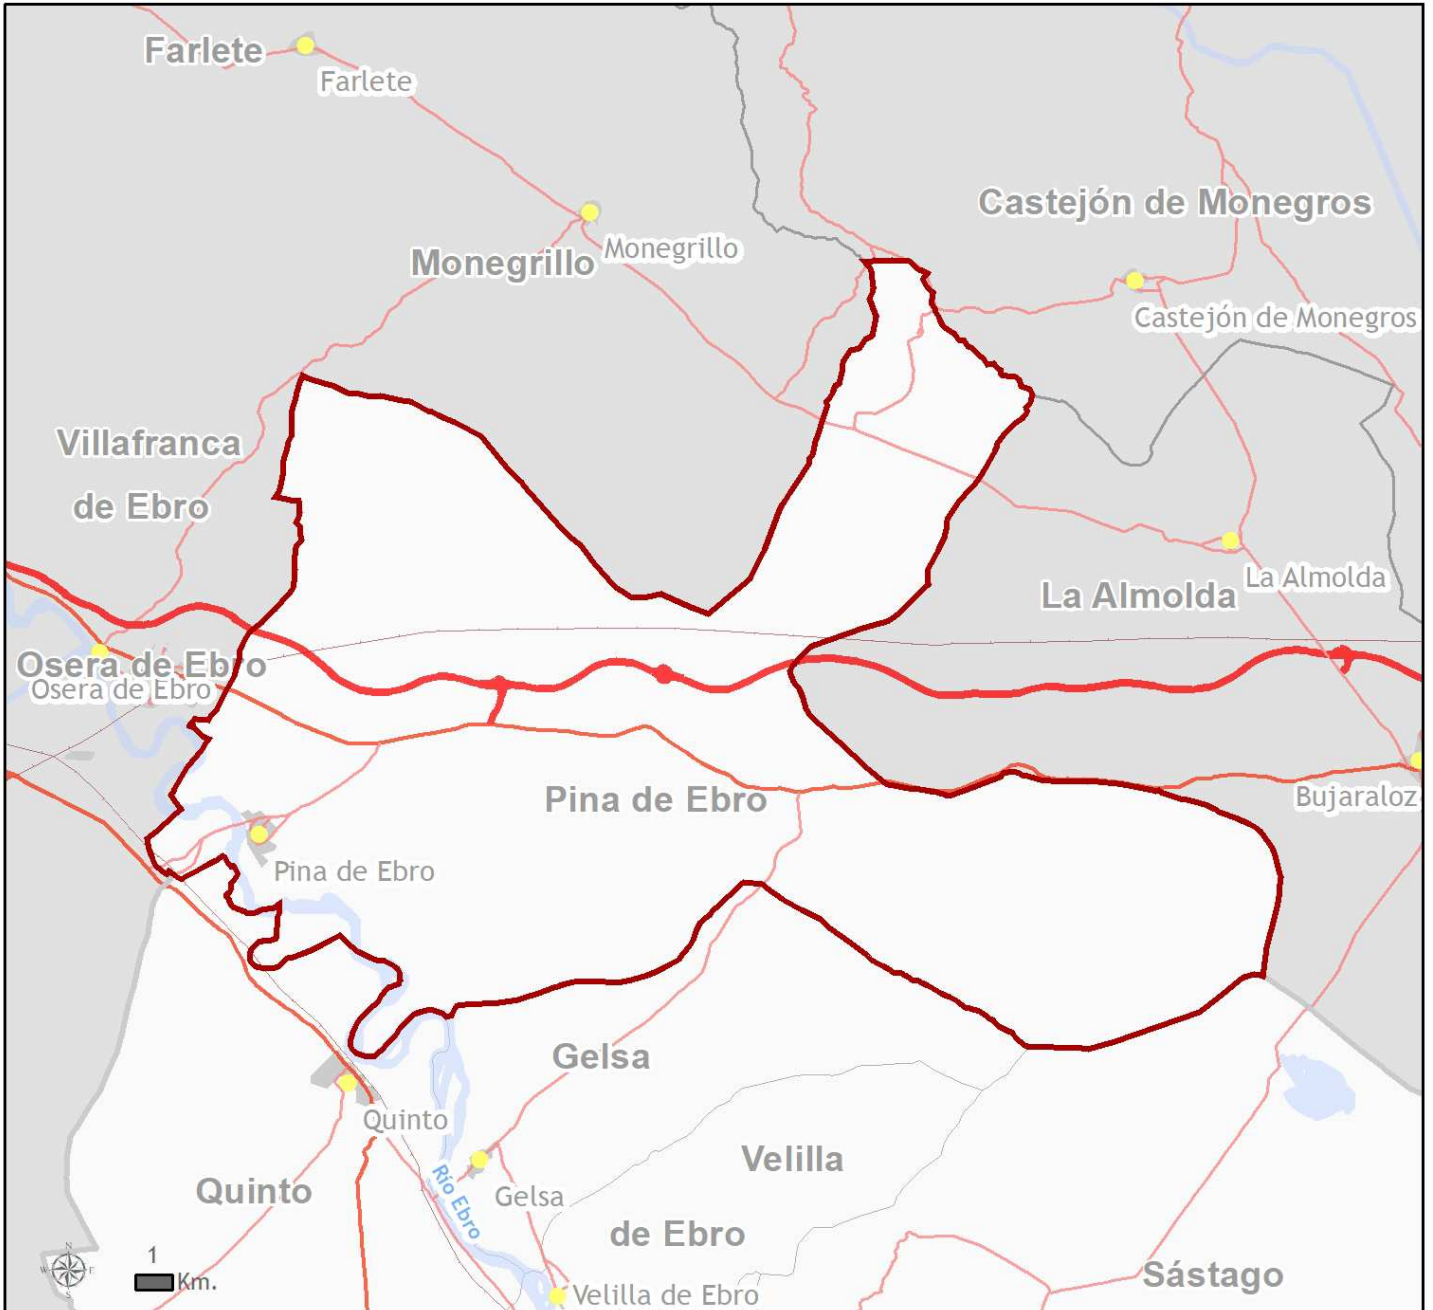 Farlete
Farlete
Castejón de Monegros
Monegrillo
Monegrillo
Castejón de Monegros
Villafranca
de Ebro
La Almolda
La Almolda
Osera de Ebro
Osera de Ebro
Pina de Ebro
Bujaraloz
Pina de Ebro
Gelsa
Quinto
Velilla
Quinto
Río Ebro
Gelsa
de Ebro
N
W E
S
1
Km.
Sástago
Velilla de Ebro